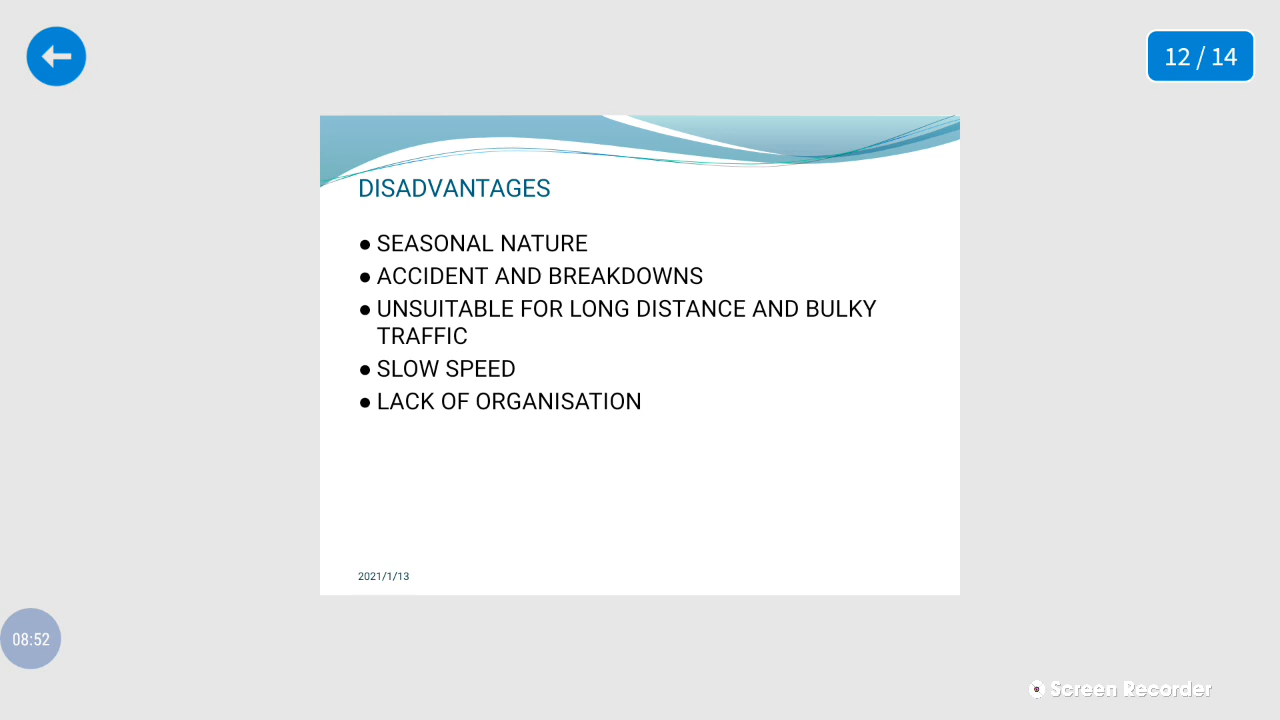 12 / 14
DISADVANTAGES
● SEASONAL NATURE
● ACCIDENT AND BREAKDOWNS
● UNSUITABLE FOR LONG DISTANCE AND BULKY
TRAFFIC
● SLOW SPEED
● LACK OF ORGANISATION
2021/1/13
08:52
Screen Recorder